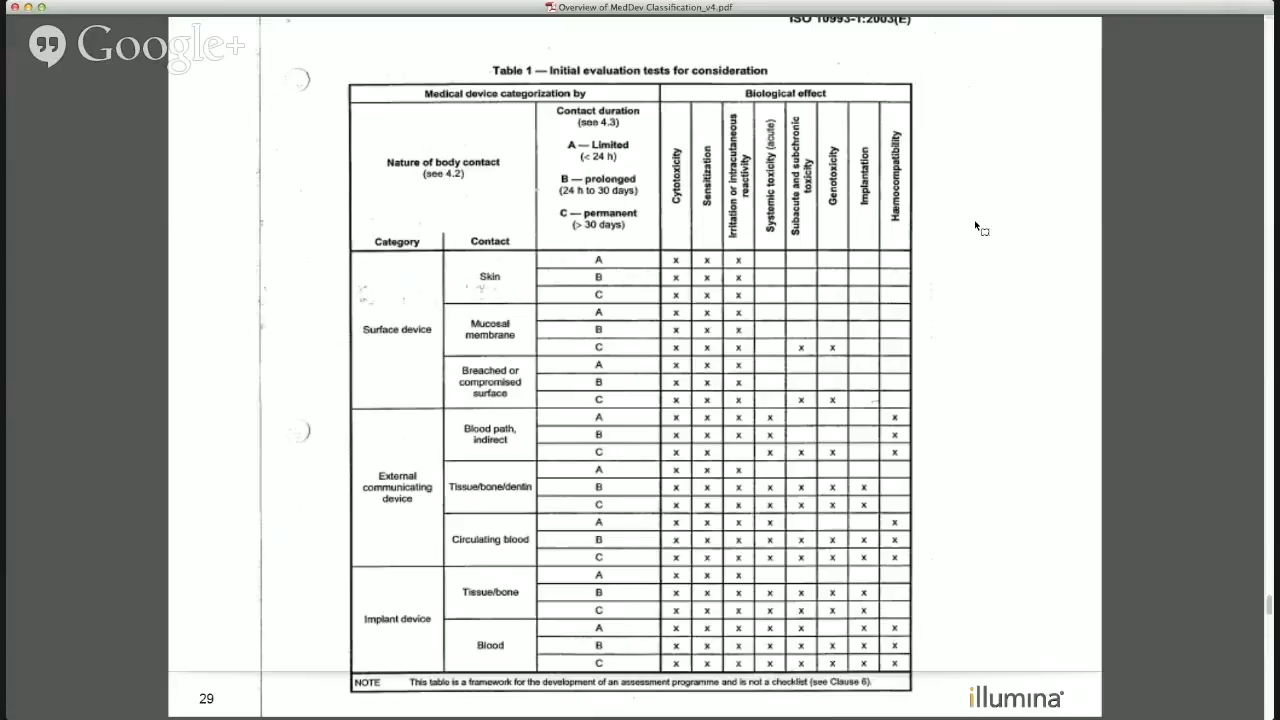 Overview of MedDev Classification_v4.pdf
Google+
ISO 10993-1:2003(E)
Table 1 — Initial evaluation tests for consideration
Medical device categorization by
Biological effect
Nature of body contact
(see 4.2)
Contact duration
(see 4.3)
A — Limited
(< 24 h)
B — prolonged
(24 h to 30 days)
C — permanent
(> 30 days)
Cytotoxicity
Sensitization
Irritation or intracutaneous
reactivity
Systemic toxicity (acute)
Subacute and subchronic
toxicity
Genotoxicity
Implantation
Hæmocompatibility
Category
Contact
Surface device
Skin
A x x x
B x x x
C x x x
Mucosal
membrane
A x x x
B x x x
C x x x x x
Breached or
compromised
surface
A x x x
B x x x
C x x x x x
External
communicating
device
Blood path,
indirect
A x x x x x
B x x x x x
C x x x x x x
Tissue/bone/dentin
A x x x
B x x x x x x x
C x x x x x x x
Circulating blood
A x x x x x
B x x x x x x x x
C x x x x x x x x
Implant device
Tissue/bone
A x x x
B x x x x x x x
C x x x x x x x
Blood
A x x x x x x x
B x x x x x x x x
C x x x x x x x x
NOTE This table is a framework for the development of an assessment programme and is not a checklist (see Clause 6).
29
illumina